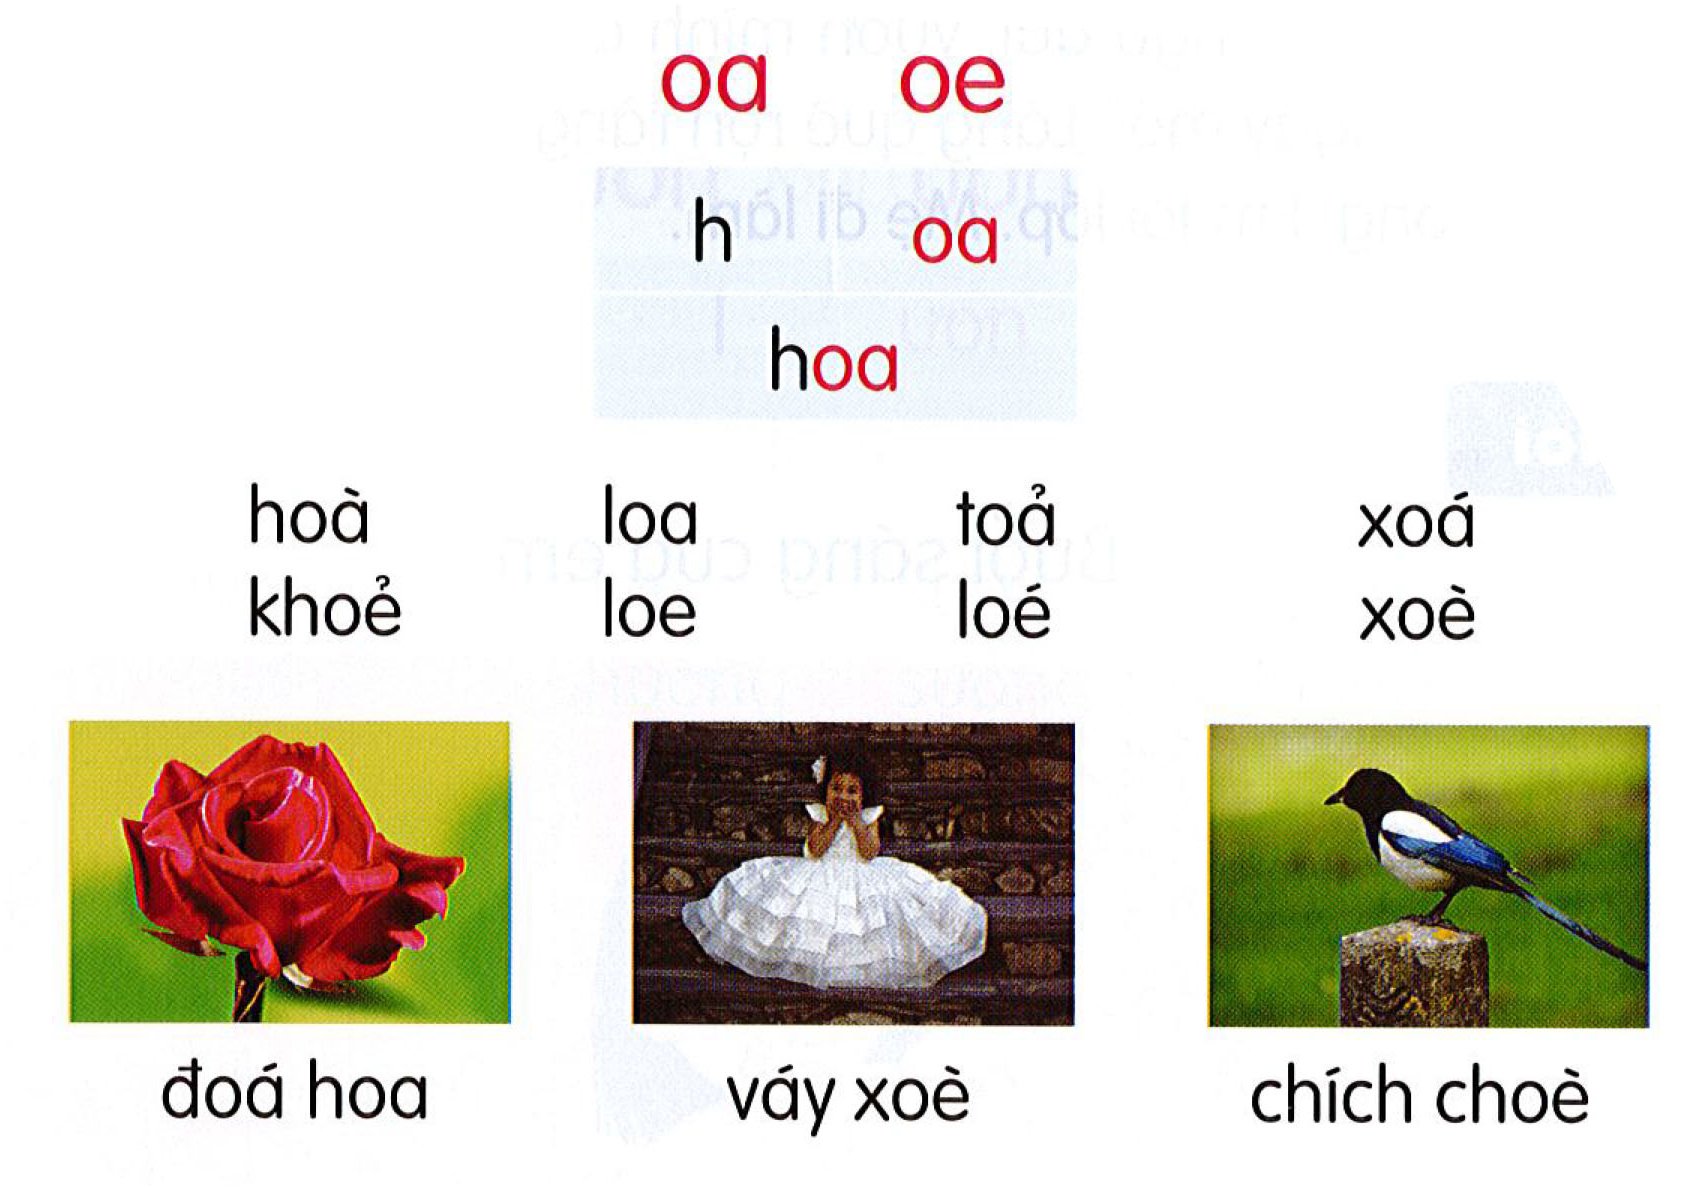 oa oe
h oa
hoa
hoà loa toả xoá
khoẻ loe loé xoè
đoá hoa váy xoè chích choè